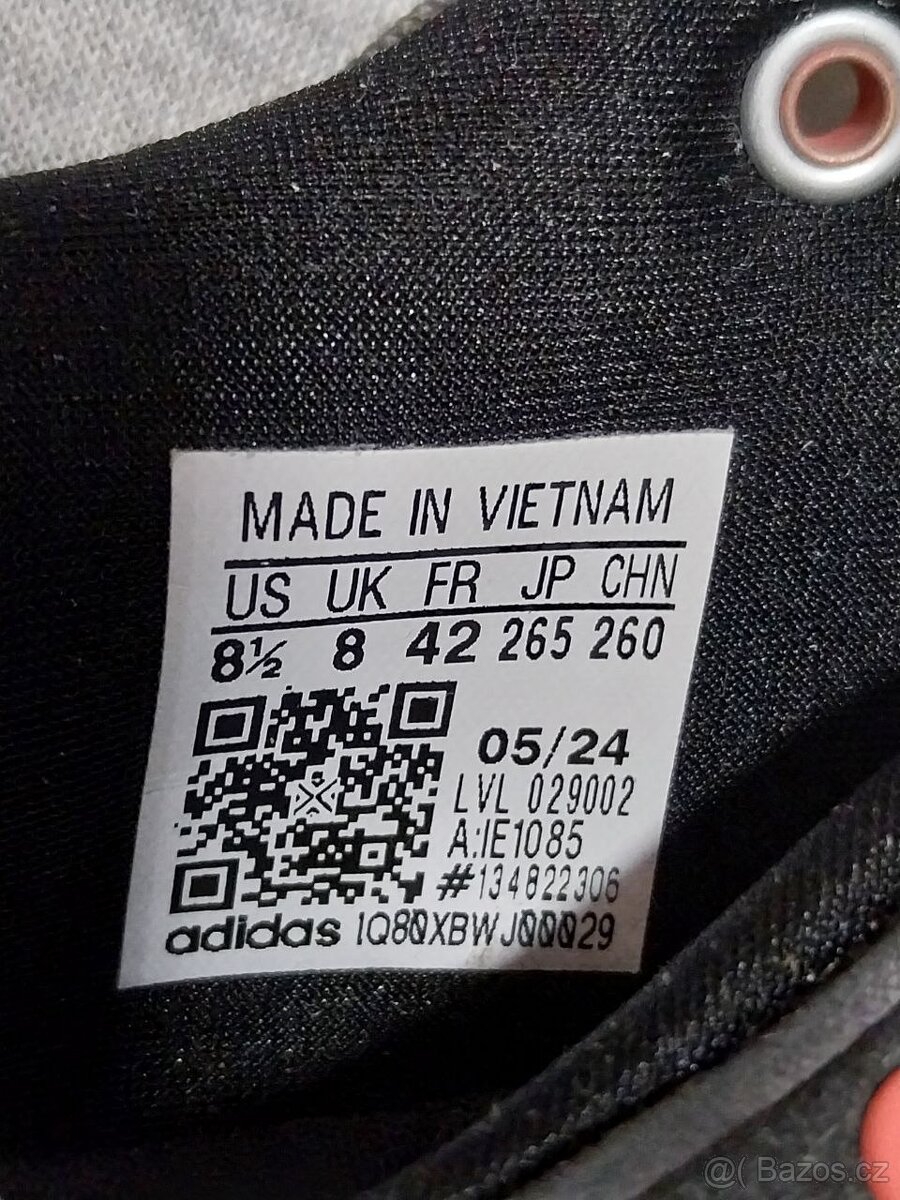 MADE IN VIETNAM
US UK FR JP CHN
8½ 8 42 265 260
05/24
LVL 029002
A:IE1085
#134822306
adidas 1Q80XBWJ000029
@( Bazos.cz